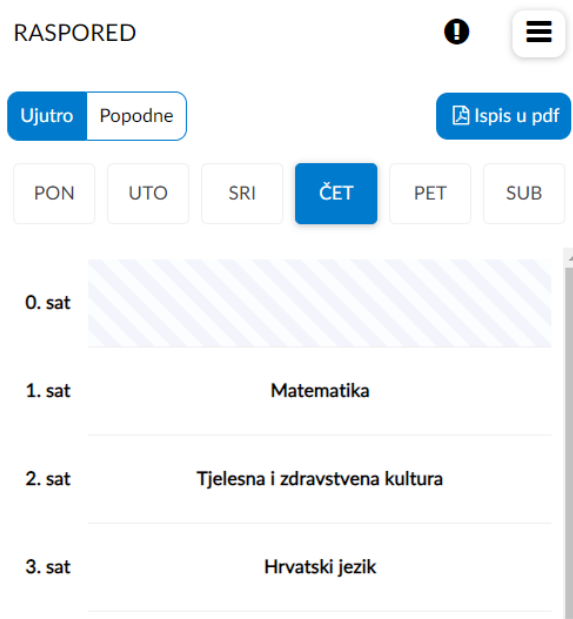 RASPORED
Ujutro Popodne Ispis u pdf
PON UTO SRI ČET PET SUB
0. sat
1. sat Matematika
2. sat Tjelesna i zdravstvena kultura
3. sat Hrvatski jezik